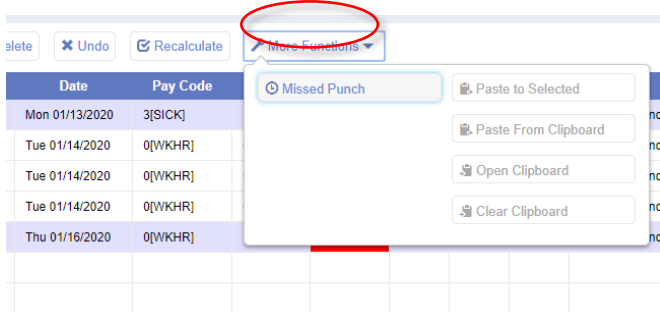 elete Undo Recalculate More Functions
Date Pay Code
Missed Punch Paste to Selected
Mon 01/13/2020 3[SICK]
Paste From Clipboard
Tue 01/14/2020 0[WKHR]
Tue 01/14/2020 0[WKHR] Open Clipboard
Tue 01/14/2020 0[WKHR] Clear Clipboard
Thu 01/16/2020 0[WKHR]